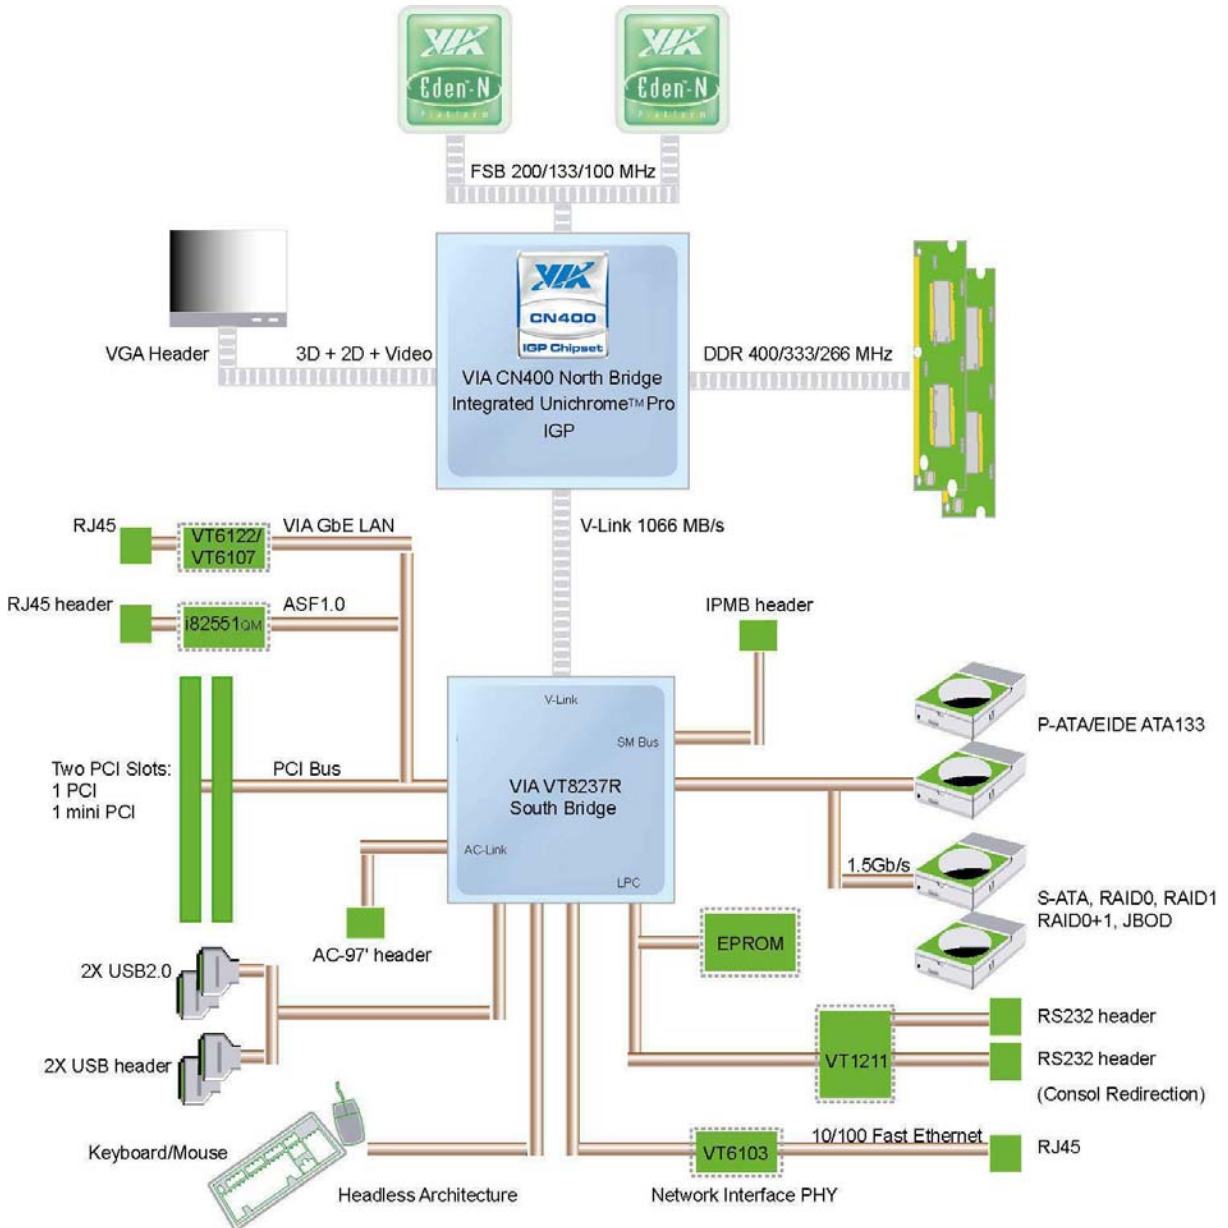 VIA
Eden™-N
Platform
VIA
Eden™-N
Platform
FSB 200/133/100 MHz
VIA
CN400
IGP Chipset
VIA CN400 North Bridge
Integrated Unichrome™ Pro
IGP
VGA Header
3D + 2D + Video
DDR 400/333/266 MHz
V-Link 1066 MB/s
RJ45
VT6122/
VT6107
VIA GbE LAN
RJ45 header
i82551QM
ASF1.0
IPMB header
V-Link
SM Bus
VIA VT8237R
South Bridge
AC-Link
LPC
Two PCI Slots:
1 PCI
1 mini PCI
PCI Bus
P-ATA/EIDE ATA133
1.5Gb/s
S-ATA, RAID0, RAID1
RAID0+1, JBOD
AC-97' header
EPROM
2X USB2.0
2X USB header
VT1211
RS232 header
RS232 header
(Consol Redirection)
Keyboard/Mouse
Headless Architecture
VT6103
10/100 Fast Ethernet
RJ45
Network Interface PHY